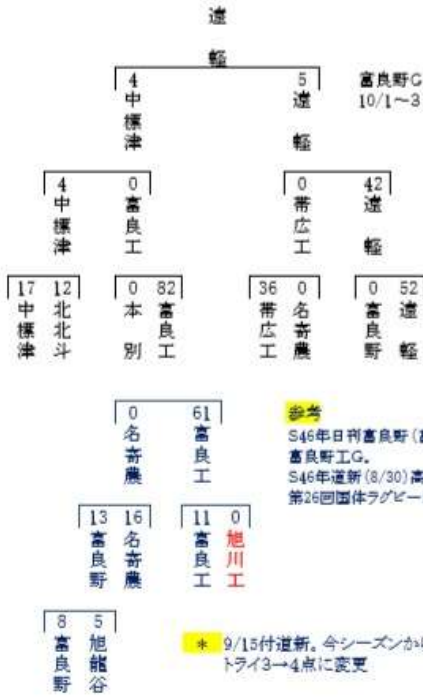 遠軽
4 5
中標津 遠軽
富良野G
10/1～3
4 0 0 42
中標津 富良工 帯広工 遠軽
17 12 0 82 36 0 0 52
中標津 北北斗 本別 富良工 帯広工 名寄農 富良野 遠軽
0 61
名寄農 富良工
参考
S46年日刊富良野(富
富良野工G。
S46年道新(8/30)高
第26回国体ラグビー
13 16 11 0
富良野 名寄農 富良工 旭川工
8 5
富良野 旭龍谷
* 9/15付道新。今シーズンから
トライ3→4点に変更